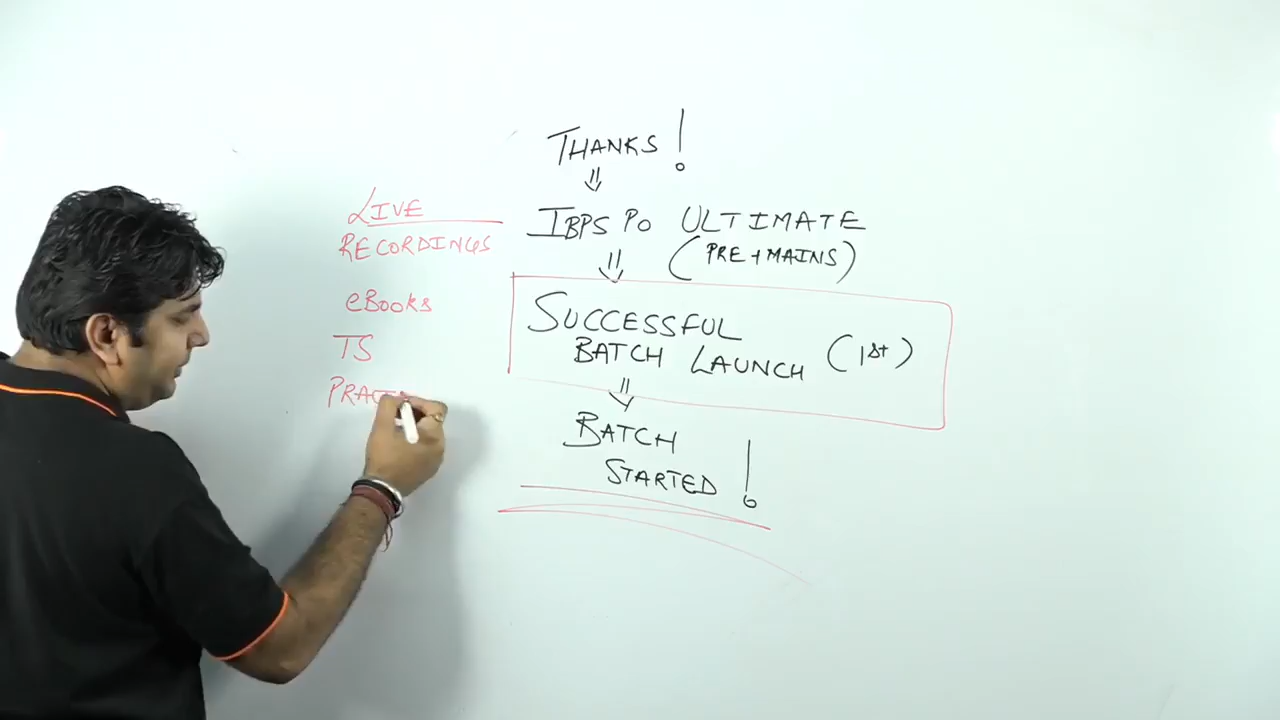 THANKS!
IBPS PO ULTIMATE
(PRE+MAINS)
SUCCESSFUL
BATCH LAUNCH (1st)
BATCH
STARTED!
LIVE
RECORDINGS
eBooks
TS